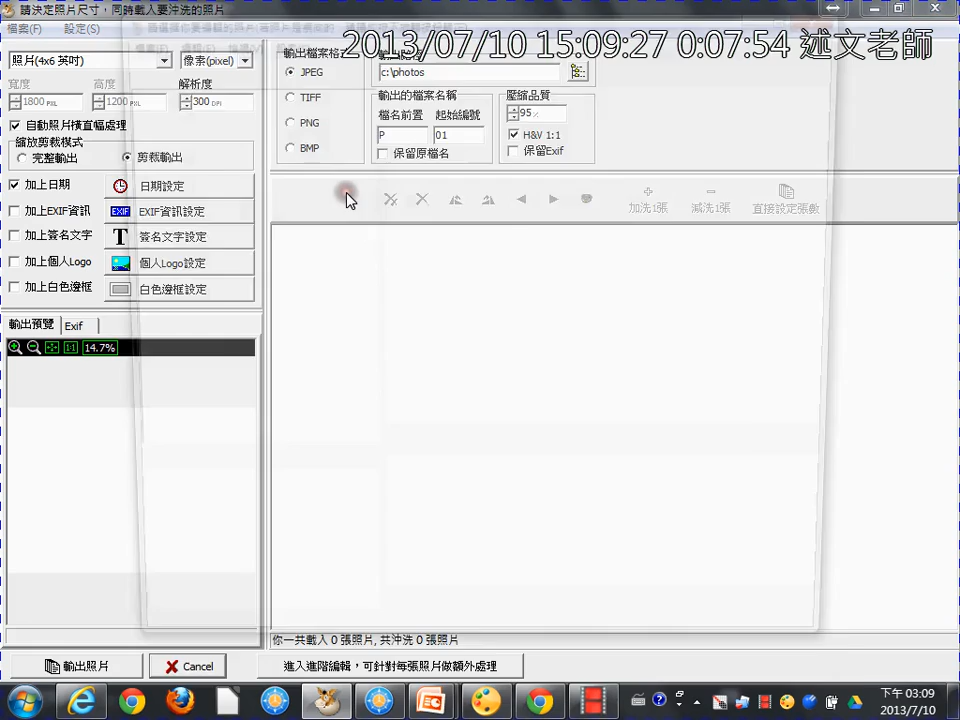 請決定照片尺寸，同時載入要沖洗的照片
檔案(F) 設定(S)
2013/07/10 15:09:27 0:07:54 述文老師
照片(4x6 英吋) 像素(pixel)
寬度 高度 解析度
1800 PXL 1200 PXL 300 DPI
自動照片橫直幅處理
縮放剪裁模式
完整輸出 剪裁輸出
加上日期 日期設定
加上EXIF資訊 EXIF EXIF資訊設定
加上簽名文字 T 簽名文字設定
加上個人Logo 個人Logo設定
加上白色邊框 白色邊框設定
輸出檔案格式
JPEG
TIFF
PNG
BMP
c:\photos
輸出的檔案名稱
檔名前置 起始編號
P 01
保留原檔名
壓縮品質
95%
H&V 1:1
保留Exif
加洗1張 減洗1張 直接設定張數
輸出預覽 Exif
1:1 14.7%
你一共載入 0 張照片, 共沖洗 0 張照片
輸出照片 Cancel 進入進階編輯，可針對每張照片做額外處理
下午 03:09
2013/7/10